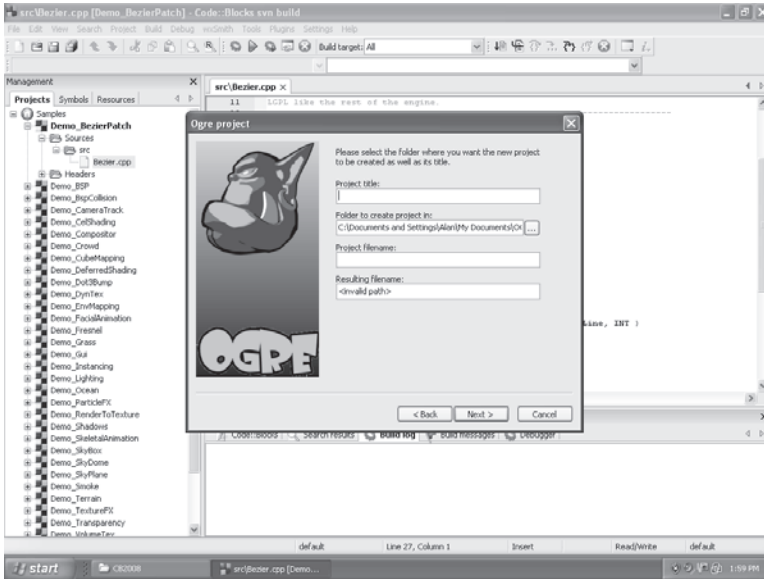 src\Bezier.cpp [Demo_BezierPatch] - Code::Blocks svn build
File Edit View Search Project Build Debug wxSmith Tools Plugins Settings Help
Build target: All
Management
Projects Symbols Resources
Samples
Demo_BezierPatch
Sources
src
Bezier.cpp
Headers
Demo_BSP
Demo_BspCollision
Demo_CameraTrack
Demo_CelShading
Demo_Compositor
Demo_Crowd
Demo_CubeMapping
Demo_DeferredShading
Demo_Dot3Bump
Demo_DynTex
Demo_EnvMapping
Demo_FacialAnimation
Demo_Fresnel
Demo_Grass
Demo_Gui
Demo_Instancing
Demo_Lighting
Demo_Ocean
Demo_ParticleFX
Demo_RenderToTexture
Demo_Shadows
Demo_SkeletalAnimation
Demo_SkyBox
Demo_SkyDome
Demo_SkyPlane
Demo_Smoke
Demo_Terrain
Demo_TextureFX
Demo_Transparency
Demo_VolumeTex
src\Bezier.cpp
11 LGPL like the rest of the engine.
Line, INT )
Ogre project
Please select the folder where you want the new project
to be created as well as its title.
Project title:
Folder to create project in:
C:\Documents and Settings\Alan\My Documents\O
...
Project filename:
Resulting filename:
<invalid path>
OGRE
< Back Next > Cancel
Code::Blocks Search results Build log Build messages Debugger
default Line 27, Column 1 Insert Read/Write default
start CB2008 src\Bezier.cpp [Demo... 1:59 PM